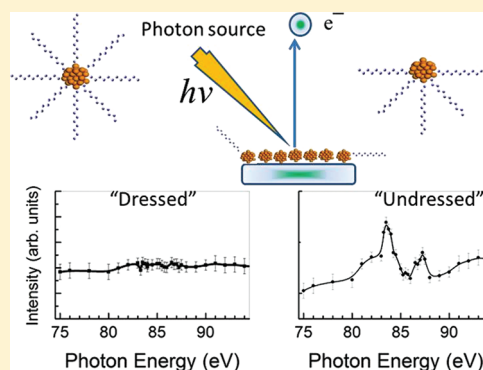 Photon source
e⁻
hν
"Dressed"
"Undressed"
Intensity (arb. units)
75 80 85 90
75 80 85 90
Photon Energy (eV)
Photon Energy (eV)